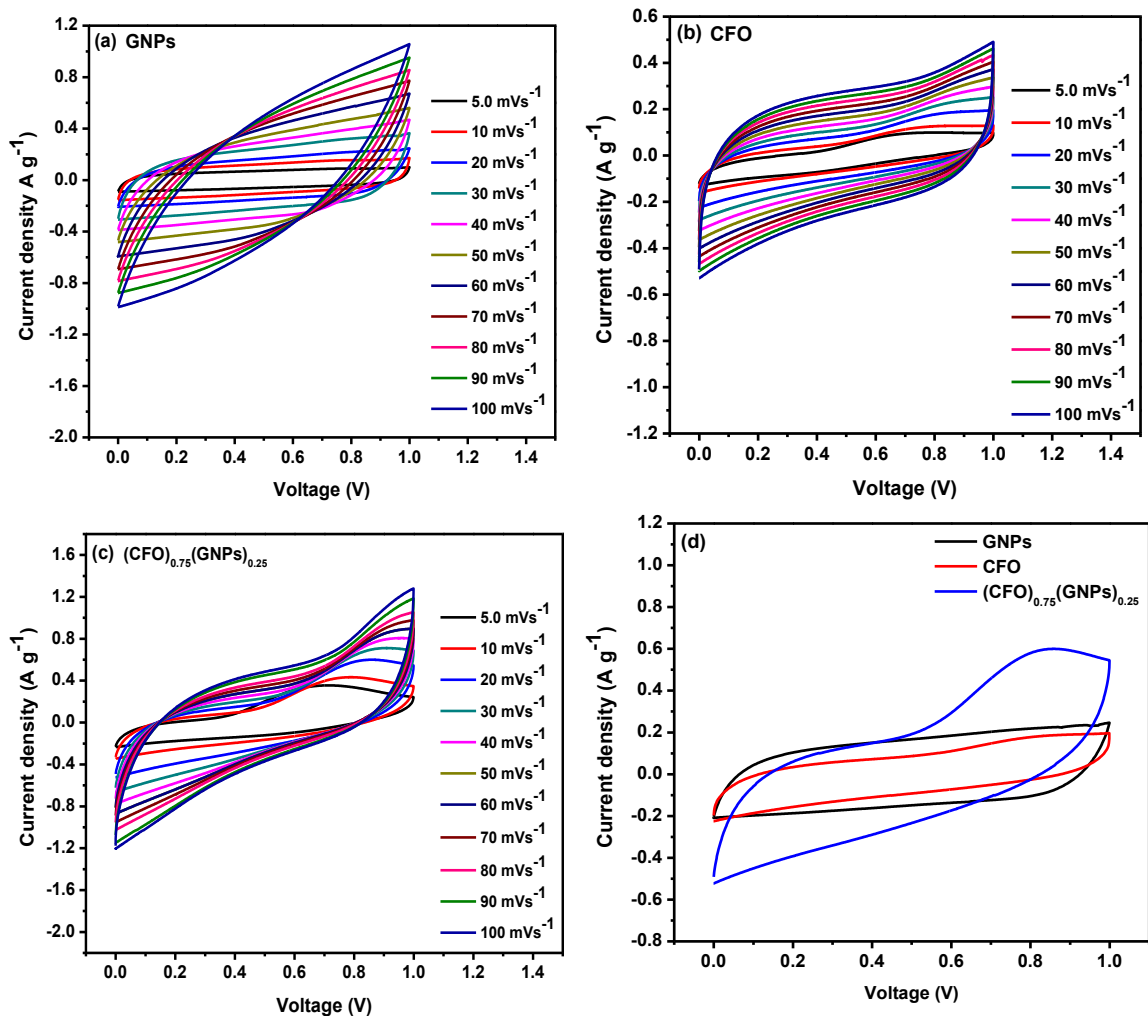 (a) GNPs
Current density A g⁻¹
1.2
0.8
0.4
0.0
-0.4
-0.8
-1.2
-1.6
-2.0
5.0 mVs⁻¹
10 mVs⁻¹
20 mVs⁻¹
30 mVs⁻¹
40 mVs⁻¹
50 mVs⁻¹
60 mVs⁻¹
70 mVs⁻¹
80 mVs⁻¹
90 mVs⁻¹
100 mVs⁻¹
0.0 0.2 0.4 0.6 0.8 1.0 1.2 1.4
Voltage (V)
(b) CFO
Current density (A g⁻¹)
0.6
0.4
0.2
0.0
-0.2
-0.4
-0.6
-0.8
-1.0
-1.2
5.0 mVs⁻¹
10 mVs⁻¹
20 mVs⁻¹
30 mVs⁻¹
40 mVs⁻¹
50 mVs⁻¹
60 mVs⁻¹
70 mVs⁻¹
80 mVs⁻¹
90 mVs⁻¹
100 mVs⁻¹
0.0 0.2 0.4 0.6 0.8 1.0 1.2 1.4
Voltage (V)
(c) (CFO)₀.₇₅(GNPs)₀.₂₅
Current density (A g⁻¹)
1.6
1.2
0.8
0.4
0.0
-0.4
-0.8
-1.2
-1.6
-2.0
5.0 mVs⁻¹
10 mVs⁻¹
20 mVs⁻¹
30 mVs⁻¹
40 mVs⁻¹
50 mVs⁻¹
60 mVs⁻¹
70 mVs⁻¹
80 mVs⁻¹
90 mVs⁻¹
100 mVs⁻¹
0.0 0.2 0.4 0.6 0.8 1.0 1.2 1.4
Voltage (V)
(d)
GNPs
CFO
(CFO)₀.₇₅(GNPs)₀.₂₅
Current density (A g⁻¹)
1.2
1.0
0.8
0.6
0.4
0.2
0.0
-0.2
-0.4
-0.6
-0.8
0.0 0.2 0.4 0.6 0.8 1.0
Voltage (V)